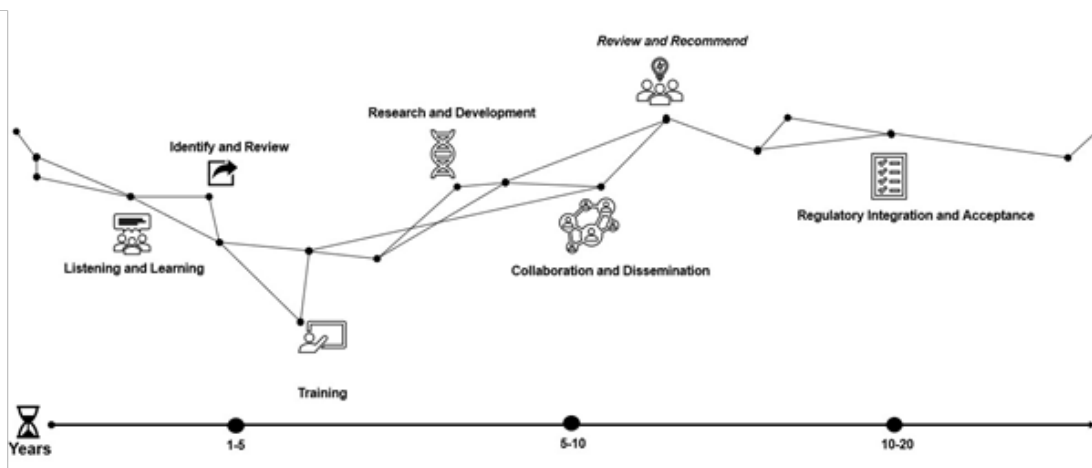 Review and Recommend
Research and Development
Identify and Review
Regulatory Integration and Acceptance
Listening and Learning
Collaboration and Dissemination
Training
Years
1-5
5-10
10-20